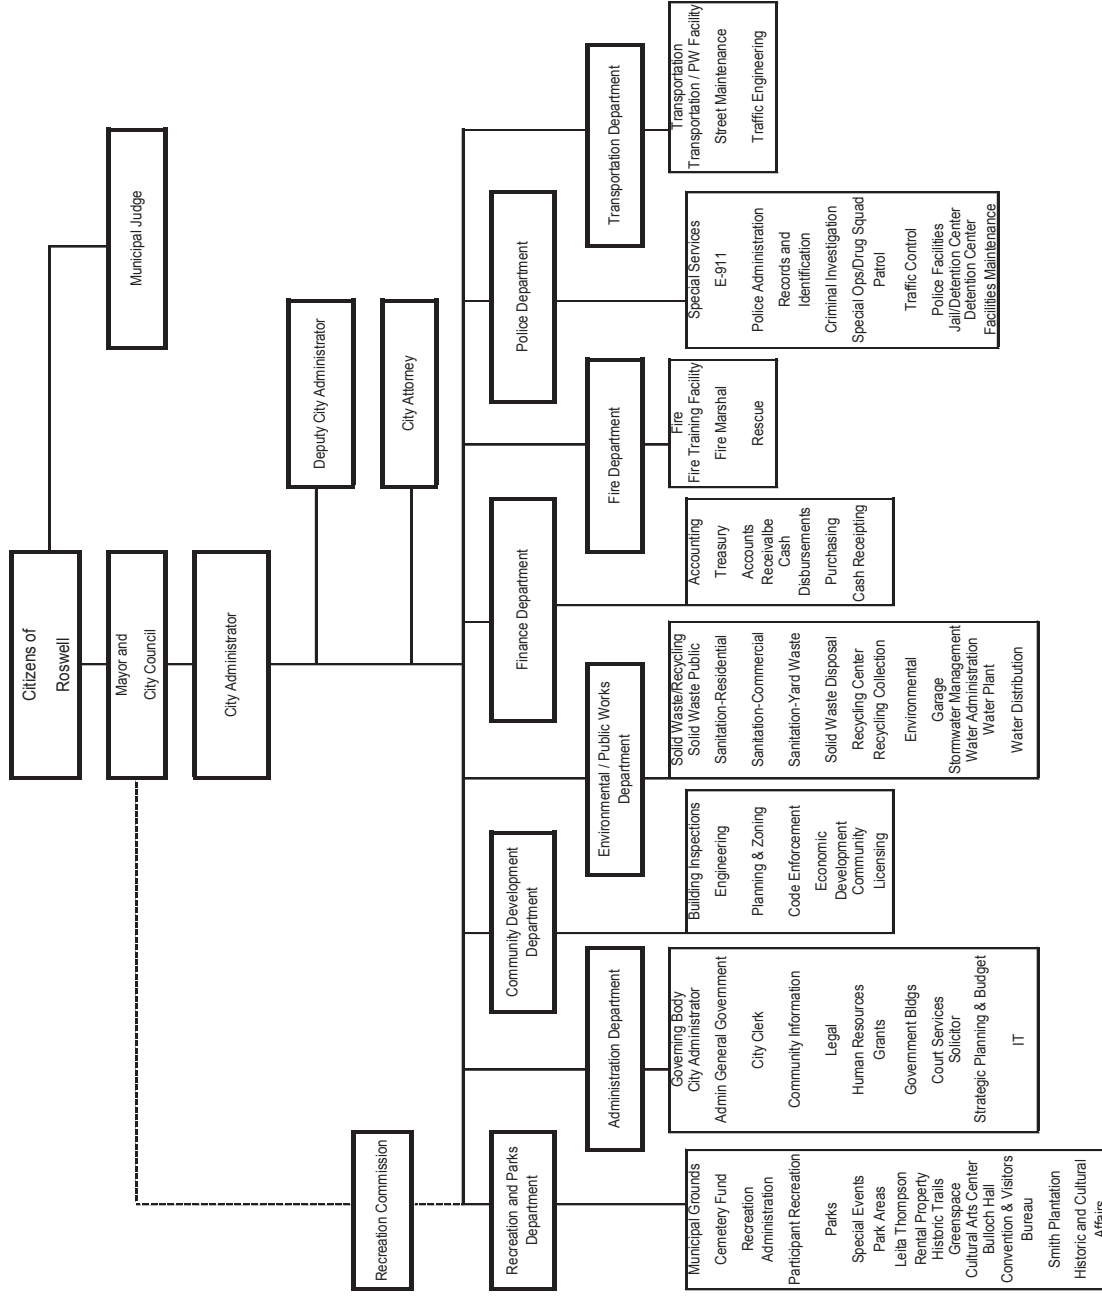 Citizens of
Roswell
Mayor and
City Council
Municipal Judge
City Administrator
Deputy City Administrator
Recreation Commission
City Attorney
Recreation and Parks
Department
Community Development
Department
Finance Department
Police Department
Administration Department
Environmental / Public Works
Department
Fire Department
Transportation Department
Municipal Grounds
Cemetery Fund
Recreation
Administration
Participant Recreation
Parks
Special Events
Park Areas
Leita Thompson
Rental Property
Historic Trails
Greenspace
Cultural Arts Center
Bulloch Hall
Convention & Visitors
Bureau
Smith Plantation
Historic and Cultural
Affairs
Governing Body
City Administrator
Admin General Government
City Clerk
Community Information
Legal
Human Resources
Grants
Government Bldgs
Court Services
Solicitor
Strategic Planning & Budget
IT
Building Inspections
Engineering
Planning & Zoning
Code Enforcement
Economic
Development
Community
Licensing
Solid Waste/Recycling
Solid Waste Public
Sanitation-Residential
Sanitation-Commercial
Sanitation-Yard Waste
Solid Waste Disposal
Recycling Center
Recycling Collection
Environmental
Garage
Stormwater Management
Water Administration
Water Plant
Water Distribution
Accounting
Treasury
Accounts
Receivalbe
Cash
Disbursements
Purchasing
Cash Receipting
Fire
Fire Training Facility
Fire Marshal
Rescue
Special Services
E-911
Police Administration
Records and
Identification
Criminal Investigation
Special Ops/Drug Squad
Patrol
Traffic Control
Police Facilities
Jail/Detention Center
Detention Center
Facilities Maintenance
Transportation
Transportation / PW Facility
Street Maintenance
Traffic Engineering